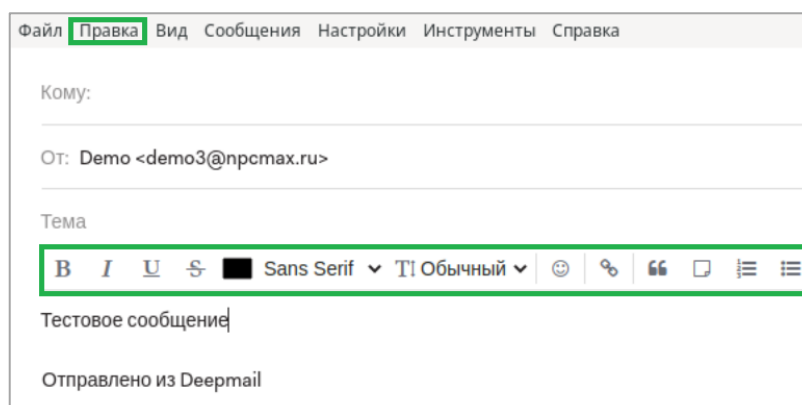 Файл Правка Вид Сообщения Настройки Инструменты Справка
Кому:
От: Demo <demo3@npcmax.ru>
Тема
B I U S Sans Serif TI Обычный
Тестовое сообщение
Отправлено из Deepmail